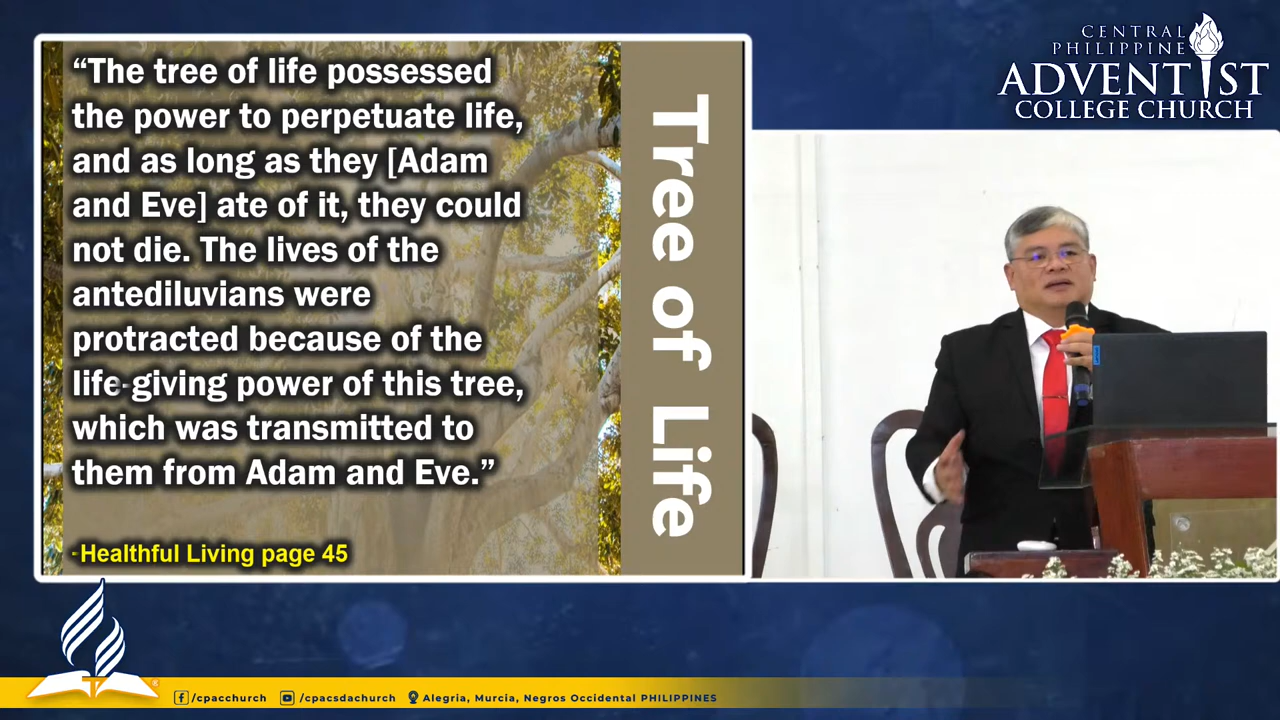 “The tree of life possessed
the power to perpetuate life,
and as long as they [Adam
and Eve] ate of it, they could
not die. The lives of the
antediluvians were
protracted because of the
life-giving power of this tree,
which was transmitted to
them from Adam and Eve.”
-Healthful Living page 45
Tree of Life
CENTRAL
PHILIPPINE
ADVENTIST
COLLEGE CHURCH
/cpacchurch
/cpacsdachurch
Alegria, Murcia, Negros Occidental PHILIPPINES